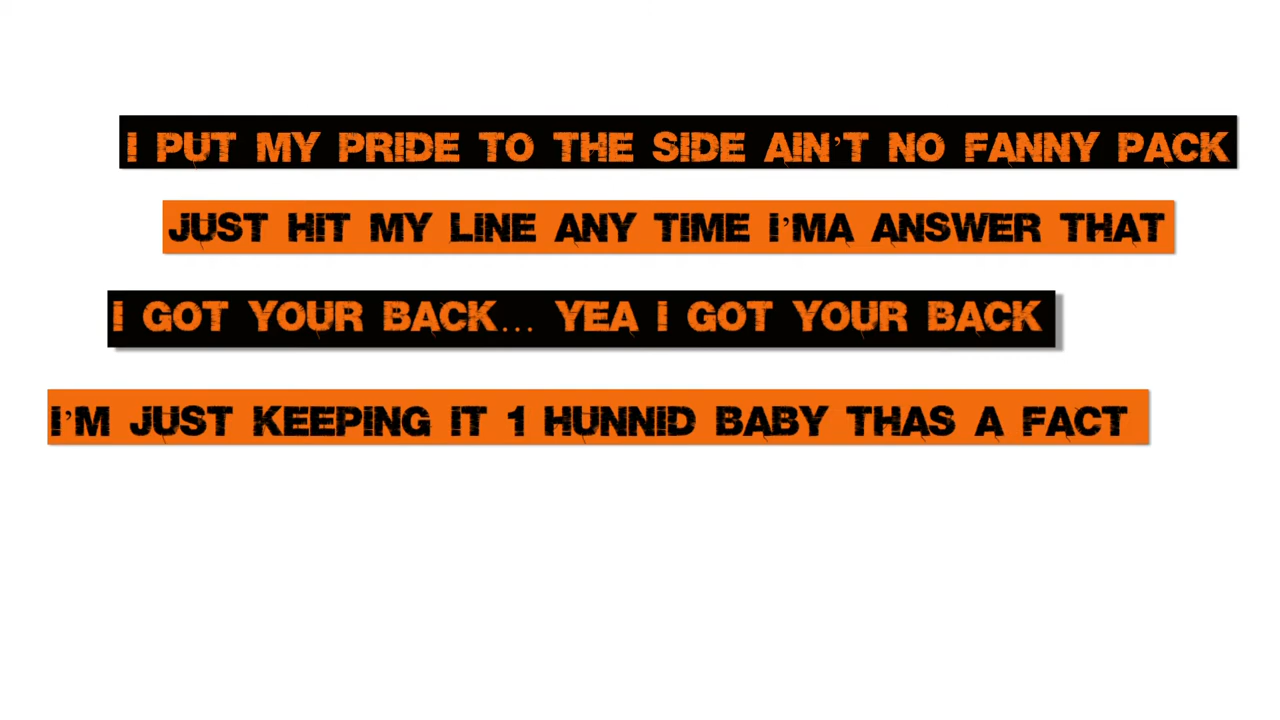 I PUT MY PRIDE TO THE SIDE AIN'T NO FANNY PACK
JUST HIT MY LINE ANY TIME I'MA ANSWER THAT
I GOT YOUR BACK... YEA I GOT YOUR BACK
I'M JUST KEEPING IT 1 HUNNID BABY THAS A FACT